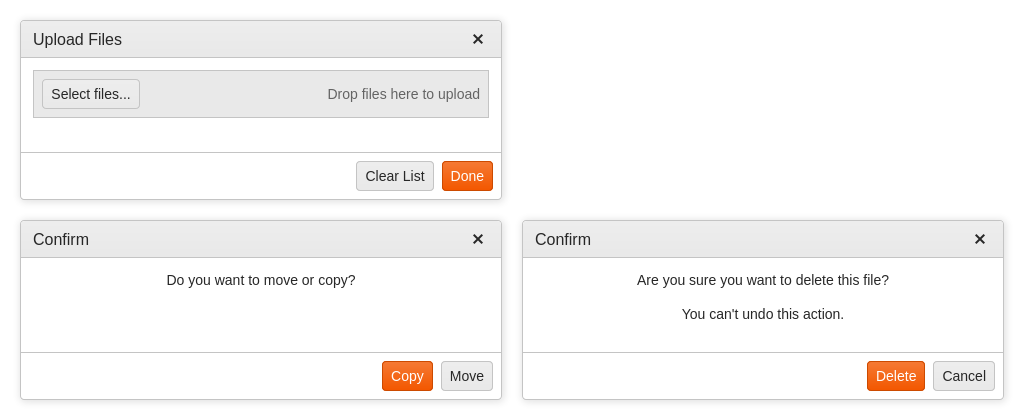 Upload Files ✕
Select files... Drop files here to upload
Clear List Done
Confirm ✕
Do you want to move or copy?
Copy Move
Confirm ✕
Are you sure you want to delete this file?
You can't undo this action.
Delete Cancel